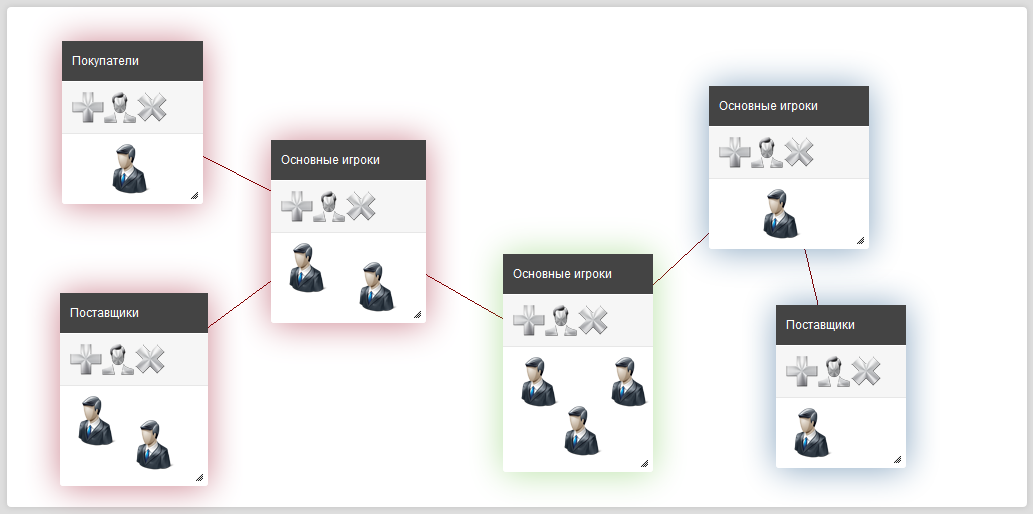 Покупатели
Основные игроки
Поставщики
Основные игроки
Основные игроки
Поставщики